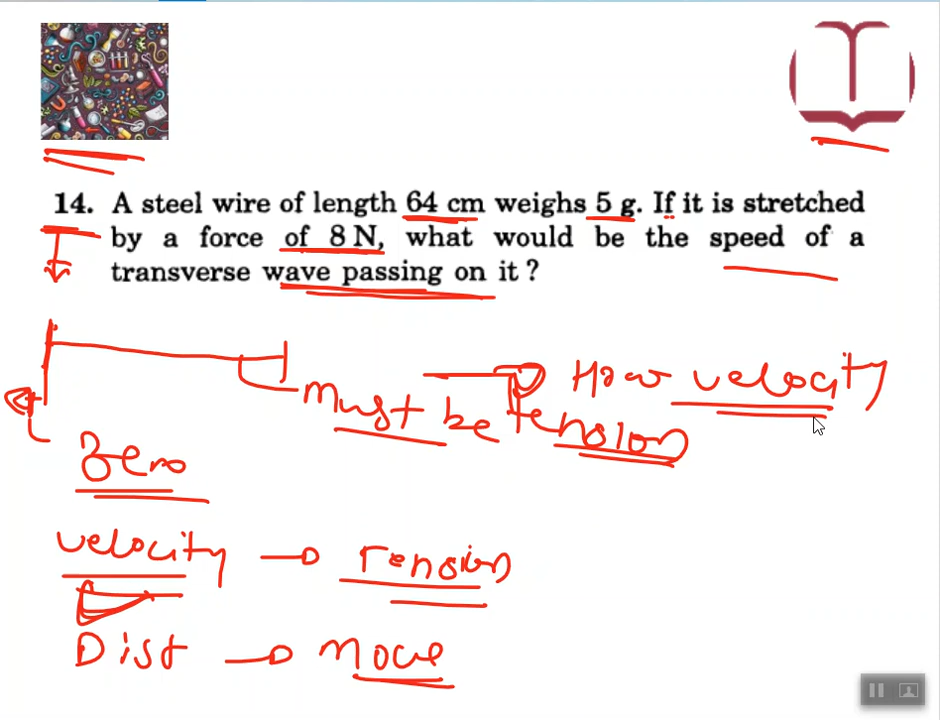 14. A steel wire of length 64 cm weighs 5 g. If it is stretched
by a force of 8 N, what would be the speed of a
transverse wave passing on it ?
How velocity
Must be tension
Zero
velocity → Tension
Dist → Move